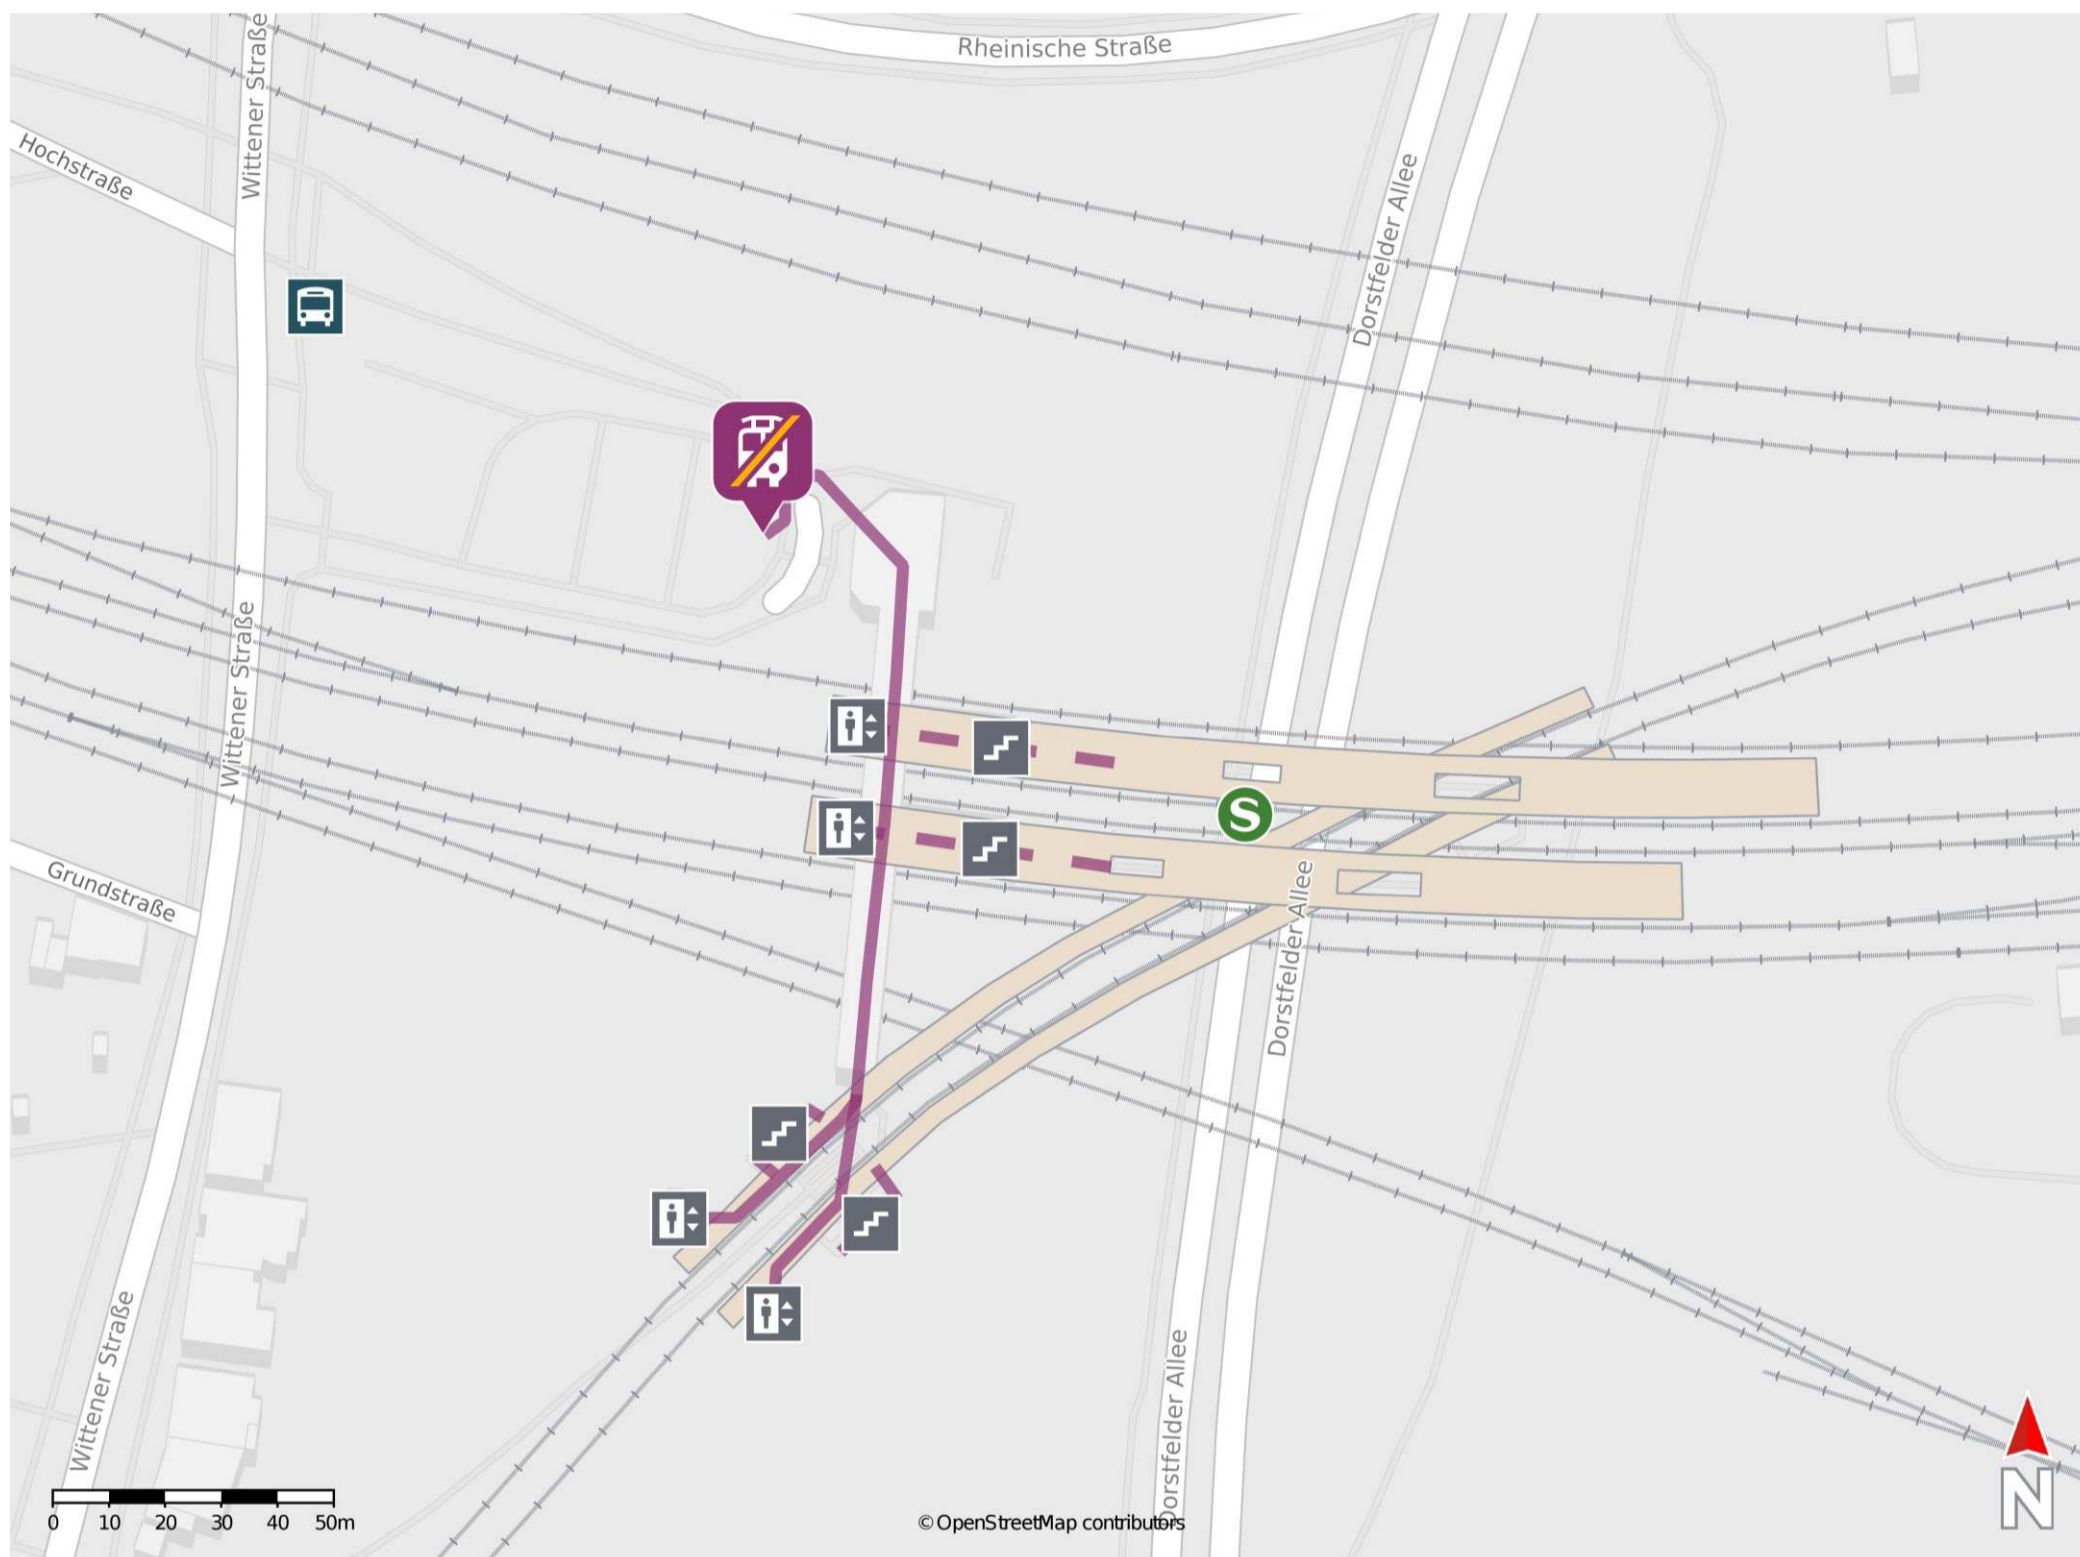 Rheinische Straße
Wittener Straße
Hochstraße
Dorstfelder Allee
Wittener Straße
S
Grundstraße
Dorstfelder Allee
Wittener Straße
Dorstfelder Allee
N
0 10 20 30 40 50m
© OpenStreetMap contributors